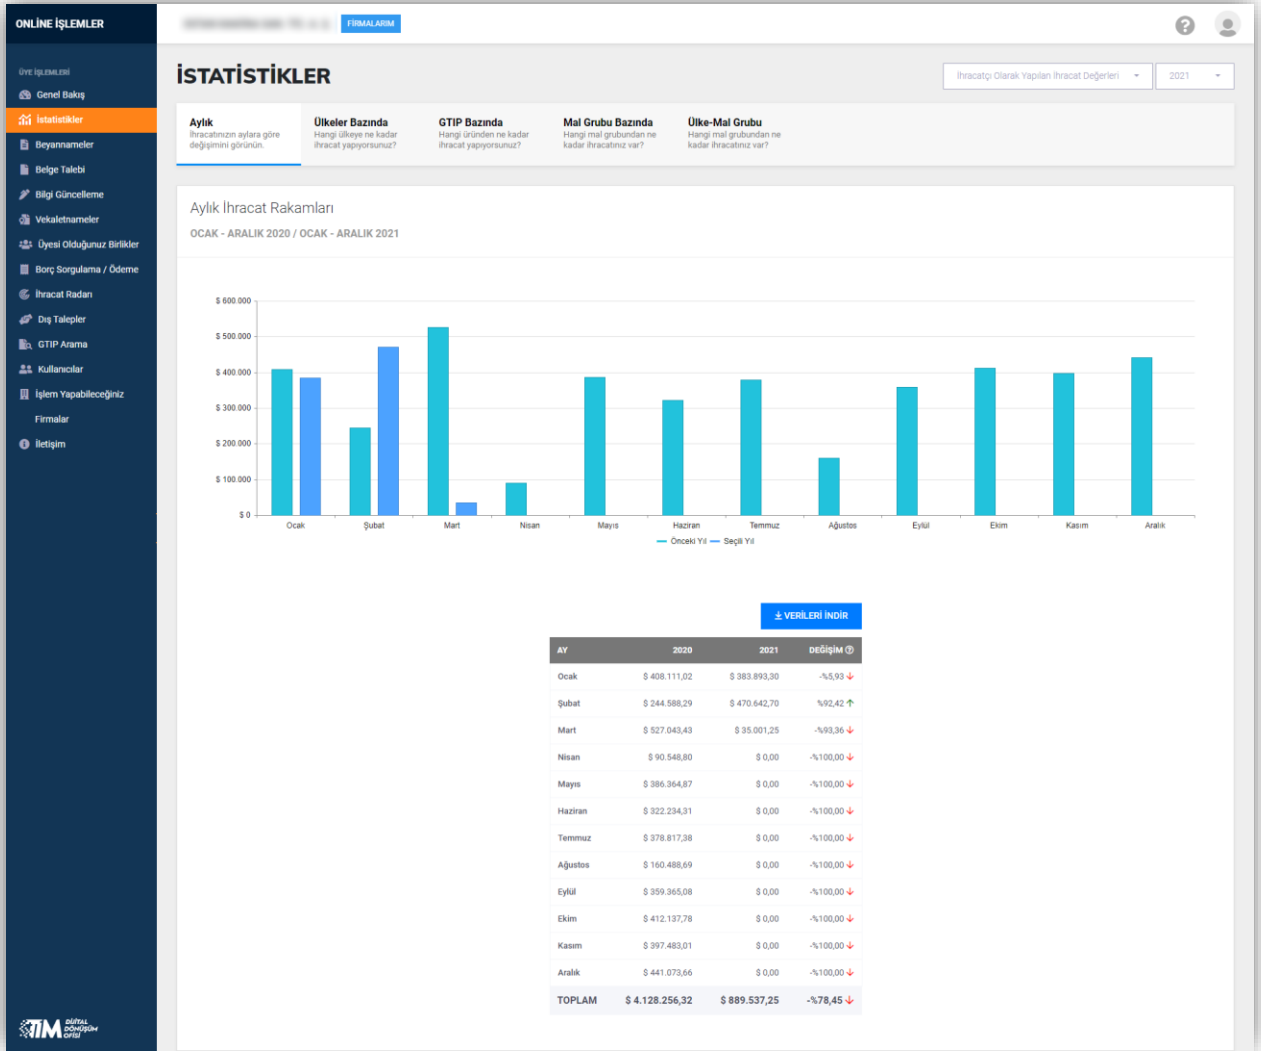 ONLİNE İŞLEMLER
FİRMALARIM
ÜYE İŞLEMLERİ
Genel Bakış
İstatistikler
Beyannameler
Belge Talebi
Bilgi Güncelleme
Vekaletnameler
Üyesi Olduğunuz Birlikler
Borç Sorgulama / Ödeme
İhracat Radarı
Dış Talepler
GTIP Arama
Kullanıcılar
İşlem Yapabileceğiniz
Firmalar
İletişim
TİM DİJİTAL
DÖNÜŞÜM
OFİSİ
İSTATİSTİKLER
İhracatçı Olarak Yapılan İhracat Değerleri
2021
Aylık
İhracatınızın aylara göre
değişimini görünün.
Ülkeler Bazında
Hangi ülkeye ne kadar
ihracat yapıyorsunuz?
GTIP Bazında
Hangi üründen ne kadar
ihracat yapıyorsunuz?
Mal Grubu Bazında
Hangi mal grubundan ne
kadar ihracatınız var?
Ülke-Mal Grubu
Hangi mal grubundan ne
kadar ihracatınız var?
Aylık İhracat Rakamları
OCAK - ARALIK 2020 / OCAK - ARALIK 2021
$ 600.000
$ 500.000
$ 400.000
$ 300.000
$ 200.000
$ 100.000
$ 0
Ocak Şubat Mart Nisan Mayıs Haziran Temmuz Ağustos Eylül Ekim Kasım Aralık
Önceki Yıl Seçili Yıl
VERİLERİ İNDİR
AY 2020 2021 DEĞİŞİM
Ocak $ 408.111,02 $ 383.893,30 -%5,93
Şubat $ 244.588,29 $ 470.642,70 %92,42
Mart $ 527.043,43 $ 35.001,25 -%93,36
Nisan $ 90.548,80 $ 0,00 -%100,00
Mayıs $ 386.364,87 $ 0,00 -%100,00
Haziran $ 322.234,31 $ 0,00 -%100,00
Temmuz $ 378.817,38 $ 0,00 -%100,00
Ağustos $ 160.488,69 $ 0,00 -%100,00
Eylül $ 359.365,08 $ 0,00 -%100,00
Ekim $ 412.137,78 $ 0,00 -%100,00
Kasım $ 397.483,01 $ 0,00 -%100,00
Aralık $ 441.073,66 $ 0,00 -%100,00
TOPLAM $ 4.128.256,32 $ 889.537,25 -%78,45